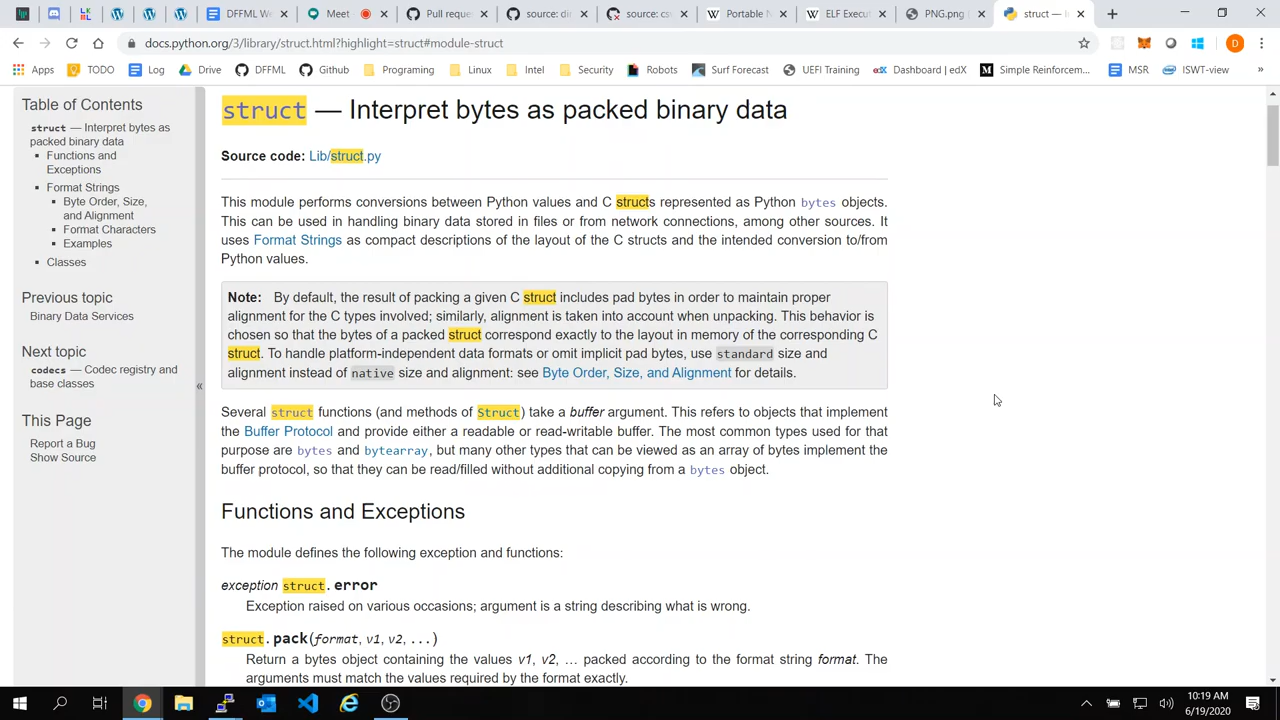 DFFML We
Meet -
Pull reque
source: dir
source: cs
Portable N
ELF Execut
PNG.png (
struct — I
docs.python.org/3/library/struct.html?highlight=struct#module-struct
D
Apps
TODO
Log
Drive
DFFML
Github
Programming
Linux
Intel
Security
Robots
Surf Forecast
UEFI Training
Dashboard | edX
Simple Reinforcem...
MSR
ISWT-view
»
Table of Contents
struct — Interpret bytes as
packed binary data
Functions and
Exceptions
Format Strings
Byte Order, Size,
and Alignment
Format Characters
Examples
Classes
Previous topic
Binary Data Services
Next topic
codecs — Codec registry and
base classes
This Page
Report a Bug
Show Source
«
struct — Interpret bytes as packed binary data
Source code: Lib/struct.py
This module performs conversions between Python values and C structs represented as Python bytes objects.
This can be used in handling binary data stored in files or from network connections, among other sources. It
uses Format Strings as compact descriptions of the layout of the C structs and the intended conversion to/from
Python values.
Note: By default, the result of packing a given C struct includes pad bytes in order to maintain proper
alignment for the C types involved; similarly, alignment is taken into account when unpacking. This behavior is
chosen so that the bytes of a packed struct correspond exactly to the layout in memory of the corresponding C
struct. To handle platform-independent data formats or omit implicit pad bytes, use standard size and
alignment instead of native size and alignment: see Byte Order, Size, and Alignment for details.
Several struct functions (and methods of Struct) take a buffer argument. This refers to objects that implement
the Buffer Protocol and provide either a readable or read-writable buffer. The most common types used for that
purpose are bytes and bytearray, but many other types that can be viewed as an array of bytes implement the
buffer protocol, so that they can be read/filled without additional copying from a bytes object.
Functions and Exceptions
The module defines the following exception and functions:
exception struct.error
Exception raised on various occasions; argument is a string describing what is wrong.
struct.pack(format, v1, v2, ...)
Return a bytes object containing the values v1, v2, … packed according to the format string format. The
arguments must match the values required by the format exactly.
10:19 AM
6/19/2020